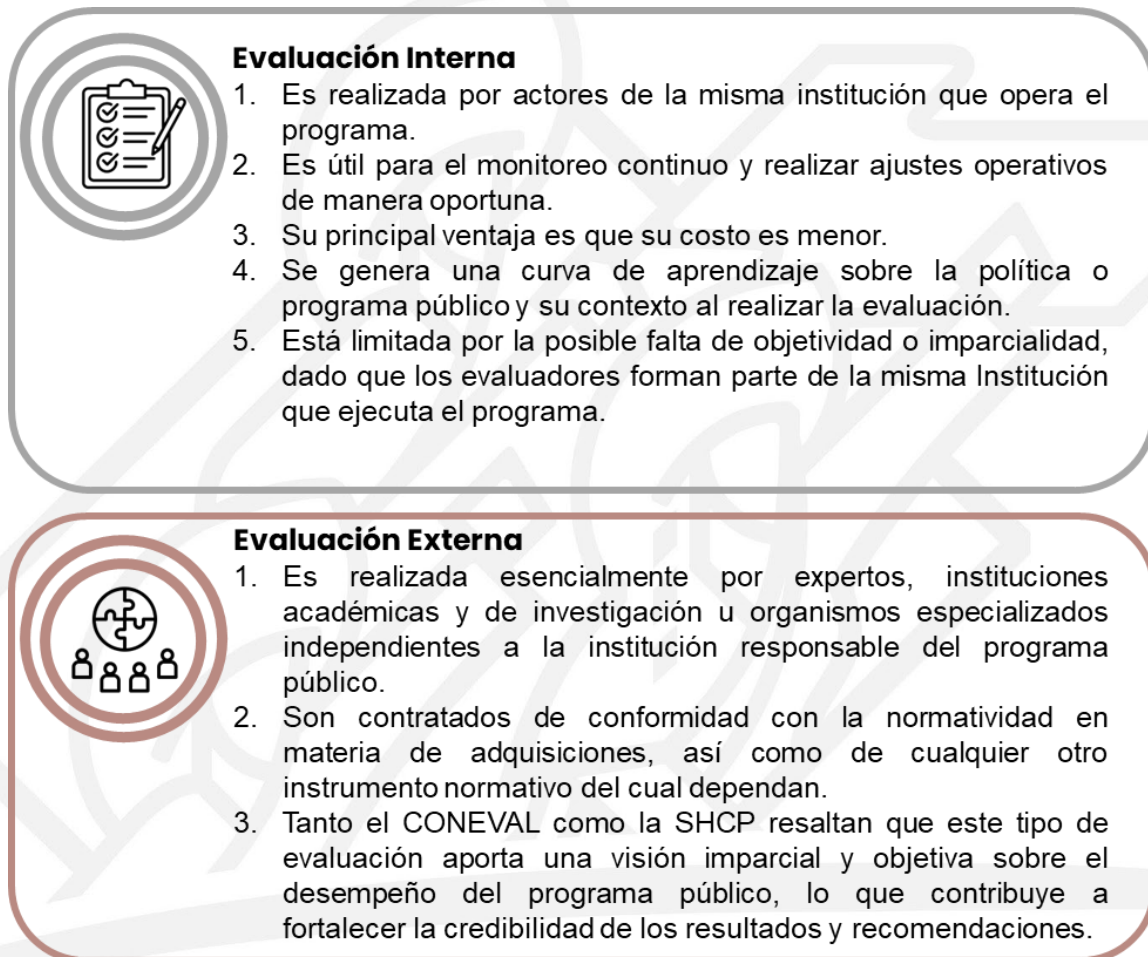 Evaluación Interna
1. Es realizada por actores de la misma institución que opera el
programa.
2. Es útil para el monitoreo continuo y realizar ajustes operativos
de manera oportuna.
3. Su principal ventaja es que su costo es menor.
4. Se genera una curva de aprendizaje sobre la política o
programa público y su contexto al realizar la evaluación.
5. Está limitada por la posible falta de objetividad o imparcialidad,
dado que los evaluadores forman parte de la misma Institución
que ejecuta el programa.
Evaluación Externa
1. Es realizada esencialmente por expertos, instituciones
académicas y de investigación u organismos especializados
independientes a la institución responsable del programa
público.
2. Son contratados de conformidad con la normatividad en
materia de adquisiciones, así como de cualquier otro
instrumento normativo del cual dependan.
3. Tanto el CONEVAL como la SHCP resaltan que este tipo de
evaluación aporta una visión imparcial y objetiva sobre el
desempeño del programa público, lo que contribuye a
fortalecer la credibilidad de los resultados y recomendaciones.